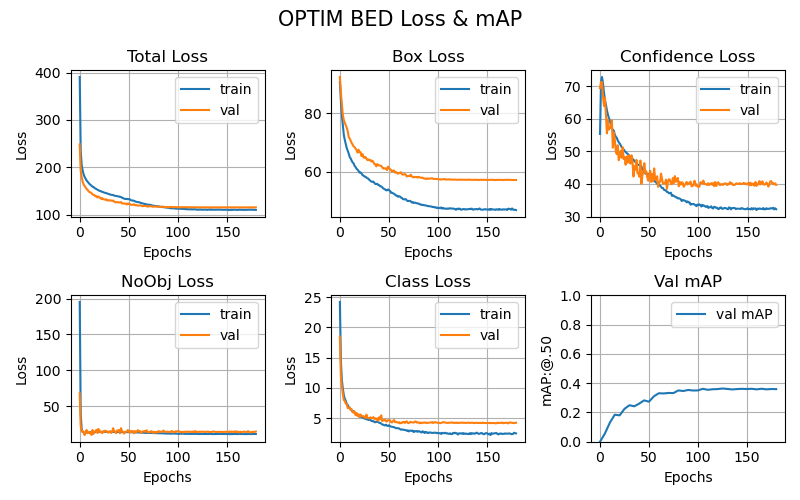 OPTIM BED Loss & mAP
Total Loss
Loss
400
300
200
100
0
50
100
150
Epochs
train
val
Box Loss
Loss
80
60
0
50
100
150
Epochs
train
val
Confidence Loss
Loss
70
60
50
40
30
0
50
100
150
Epochs
train
val
NoObj Loss
Loss
200
150
100
50
0
50
100
150
Epochs
train
val
Class Loss
Loss
25
20
15
10
5
0
50
100
150
Epochs
train
val
Val mAP
mAP:@.50
1.0
0.8
0.6
0.4
0.2
0.0
0
50
100
150
Epochs
val mAP